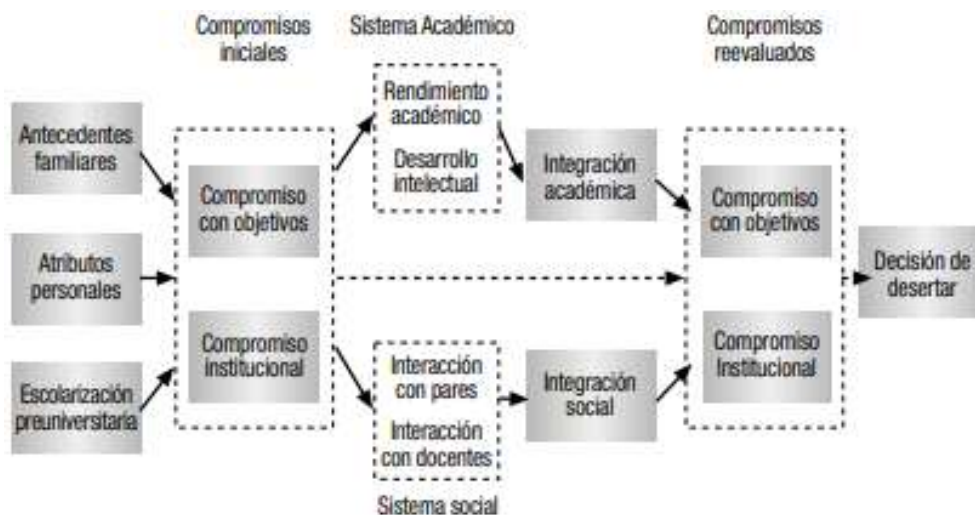 Compromisos
iniciales
Sistema Académico
Compromisos
reevaluados
Antecedentes
familiares
Atributos
personales
Escolarización
preuniversitaria
Compromiso
con objetivos
Compromiso
institucional
Rendimiento
académico
Desarrollo
intelectual
Integración
académica
Interacción
con pares
Interacción
con docentes
Sistema social
Integración
social
Compromiso
con objetivos
Compromiso
Institucional
Decisión de
desertar